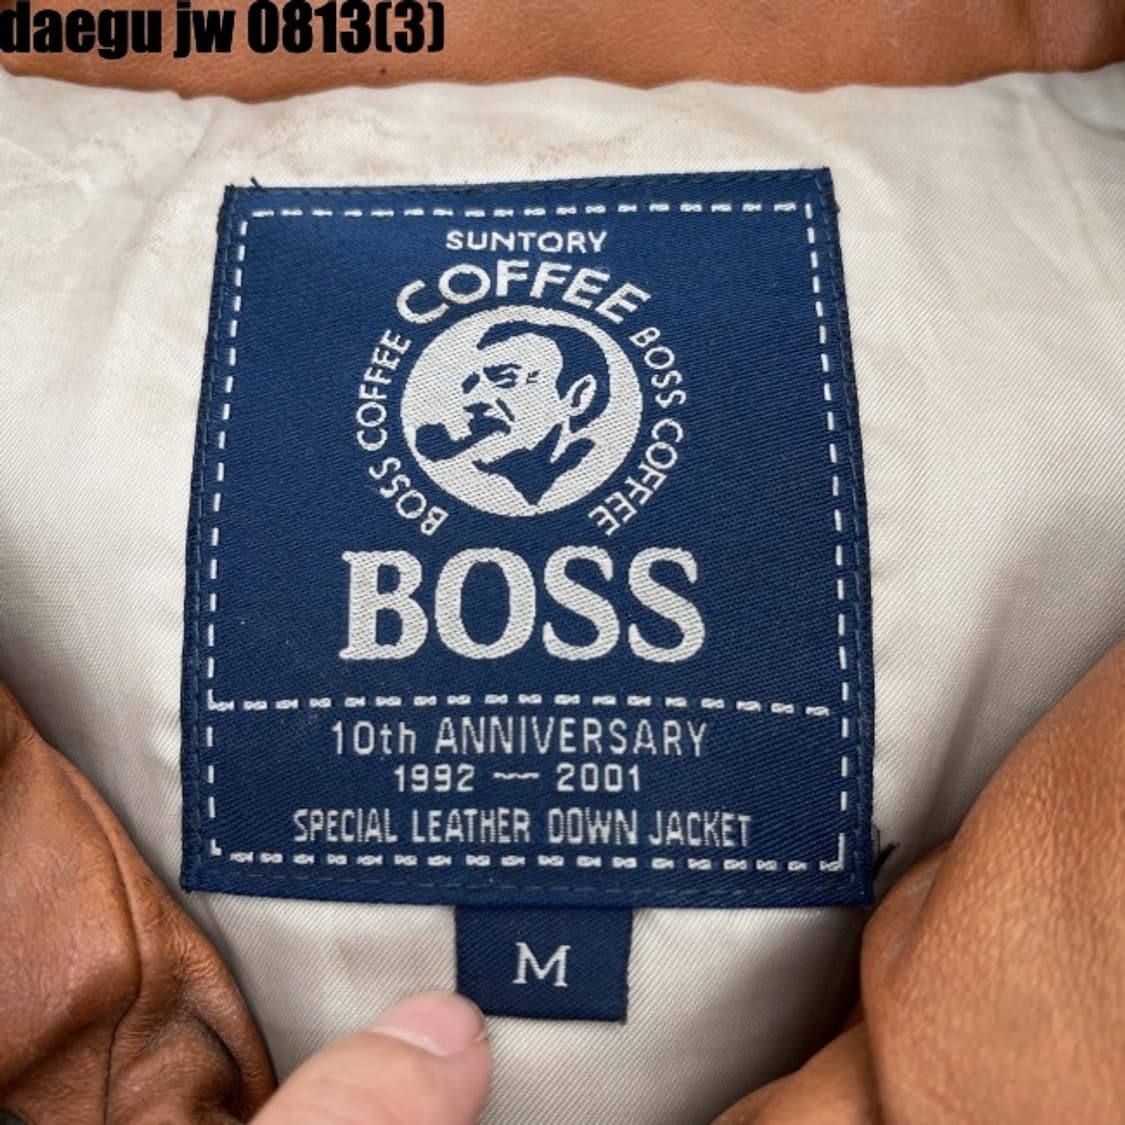 daegu jw 0813(3)
SUNTORY
COFFEE
BOSS COFFEE
BOSS COFFEE
BOSS
10th ANNIVERSARY
1992 ~ 2001
SPECIAL LEATHER DOWN JACKET
M